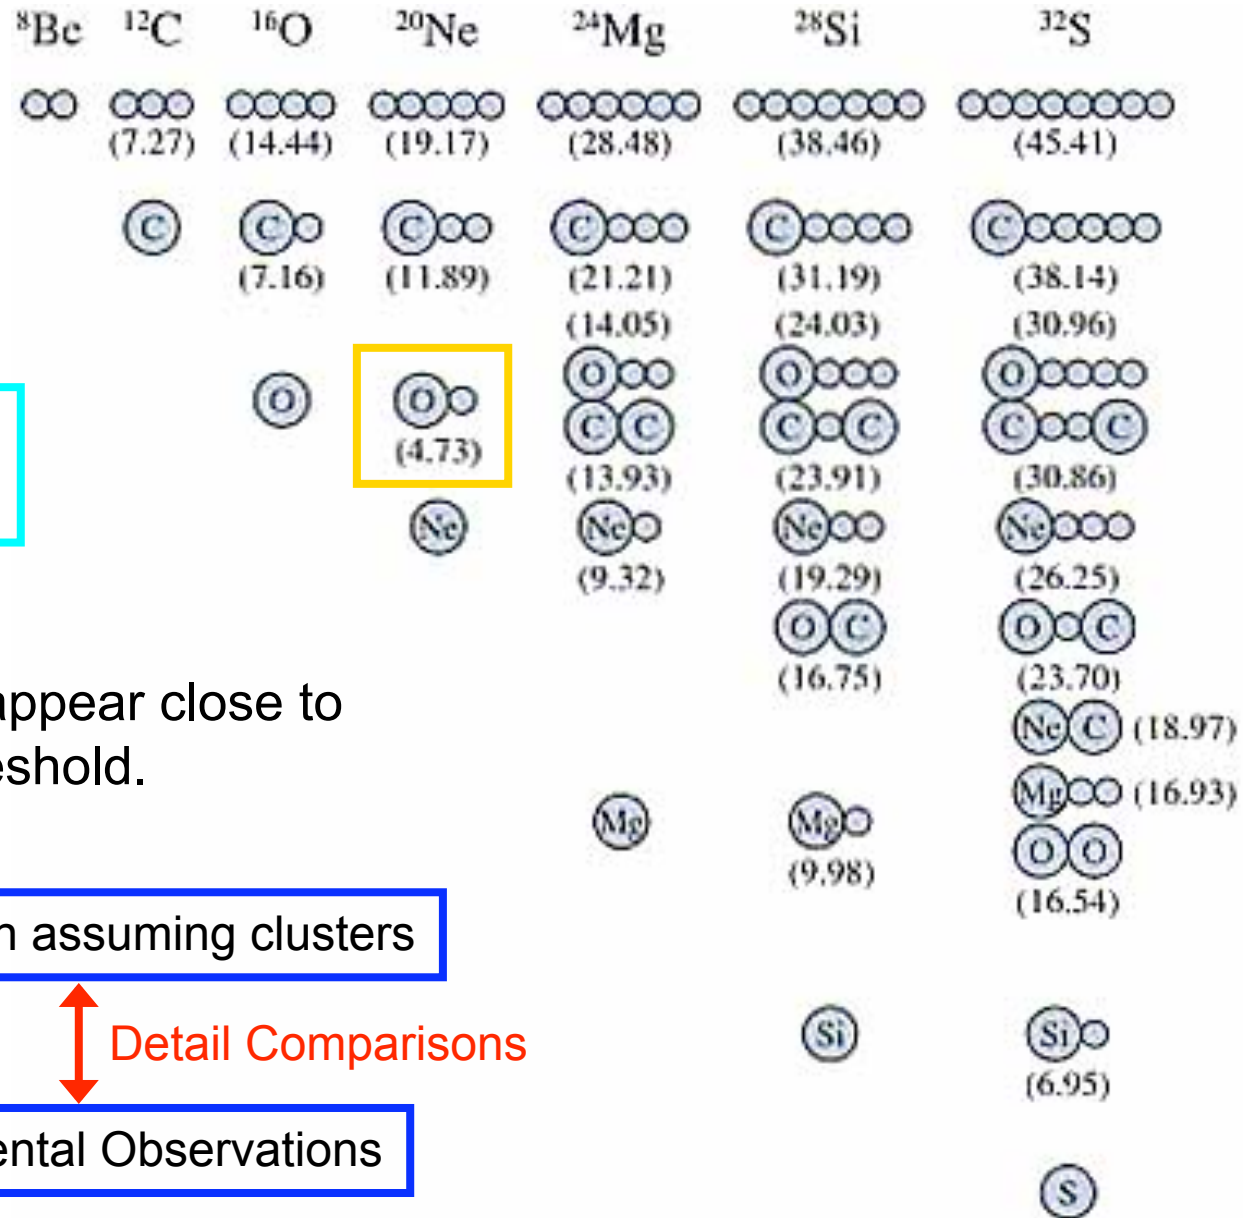 ⁸Be ¹²C ¹⁶O ²⁰Ne ²⁴Mg ²⁸Si ³²S
(7.27) (14.44) (19.17) (28.48) (38.46) (45.41)
C C C C C C
(7.16) (11.89) (21.21) (31.19) (38.14)
(14.05) (24.03) (30.96)
O O O O O
C C C C C C
(4.73) (13.93) (23.91) (30.86)
Ne Ne Ne Ne
(9.32) (19.29) (26.25)
O C O C
(16.75) (23.70)
appear close to
Ne C (18.97)
eshold.
Mg Mg Mg (16.93)
O O
(9.98) (16.54)
n assuming clusters
Detail Comparisons
Si Si
(6.95)
ental Observations
S